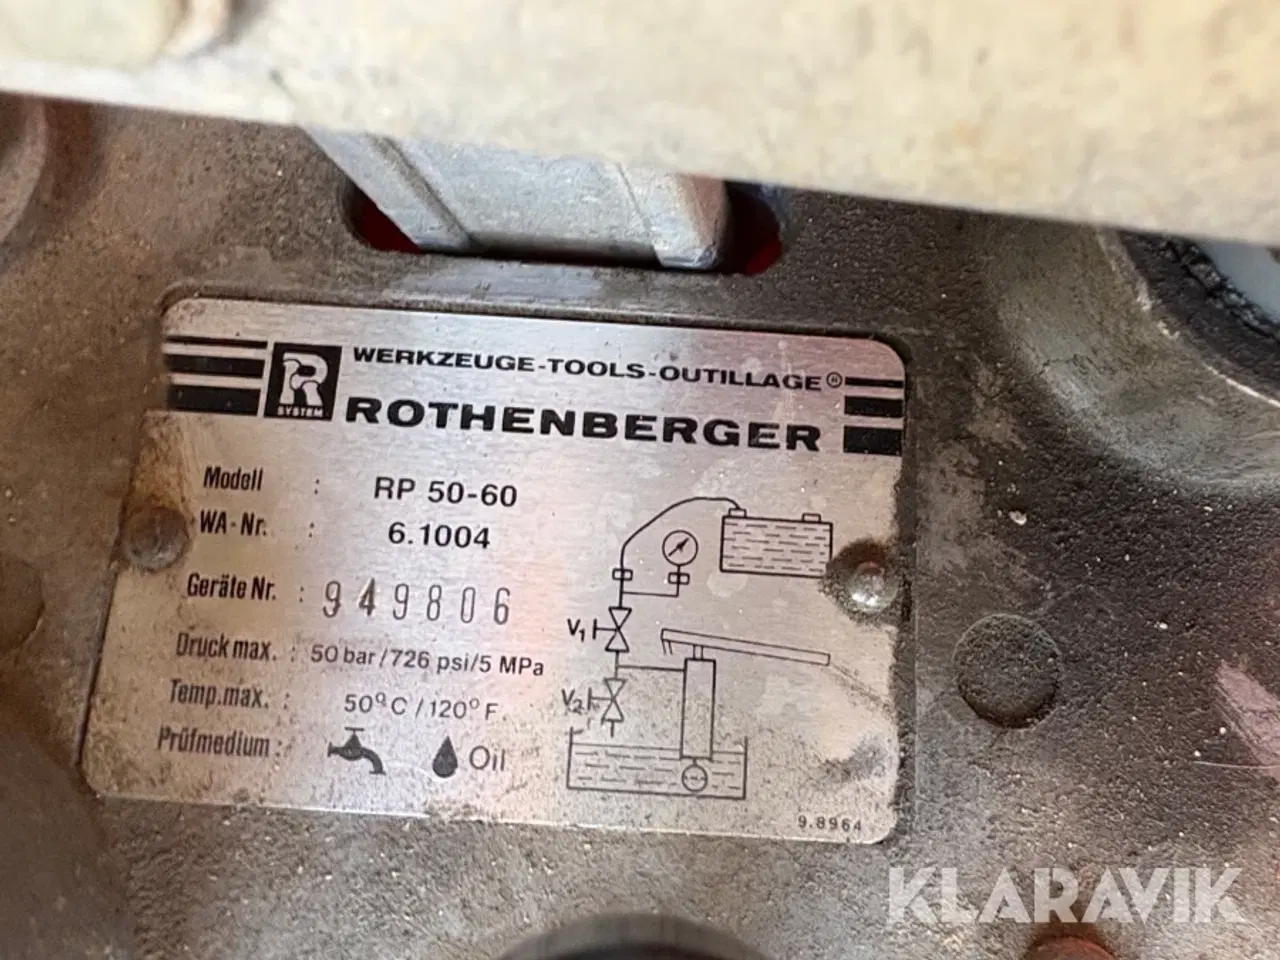 WERKZEUGE-TOOLS-OUTILLAGE®
R SYSTEM
ROTHENBERGER
Modell : RP 50-60
WA-Nr. : 6.1004
Geräte Nr. : 949806
Druck max. : 50 bar/726 psi/5 MPa
Temp.max. : 50°C/120°F
Prüfmedium : Oil
V1
V2
9.8964
KLARAVIK